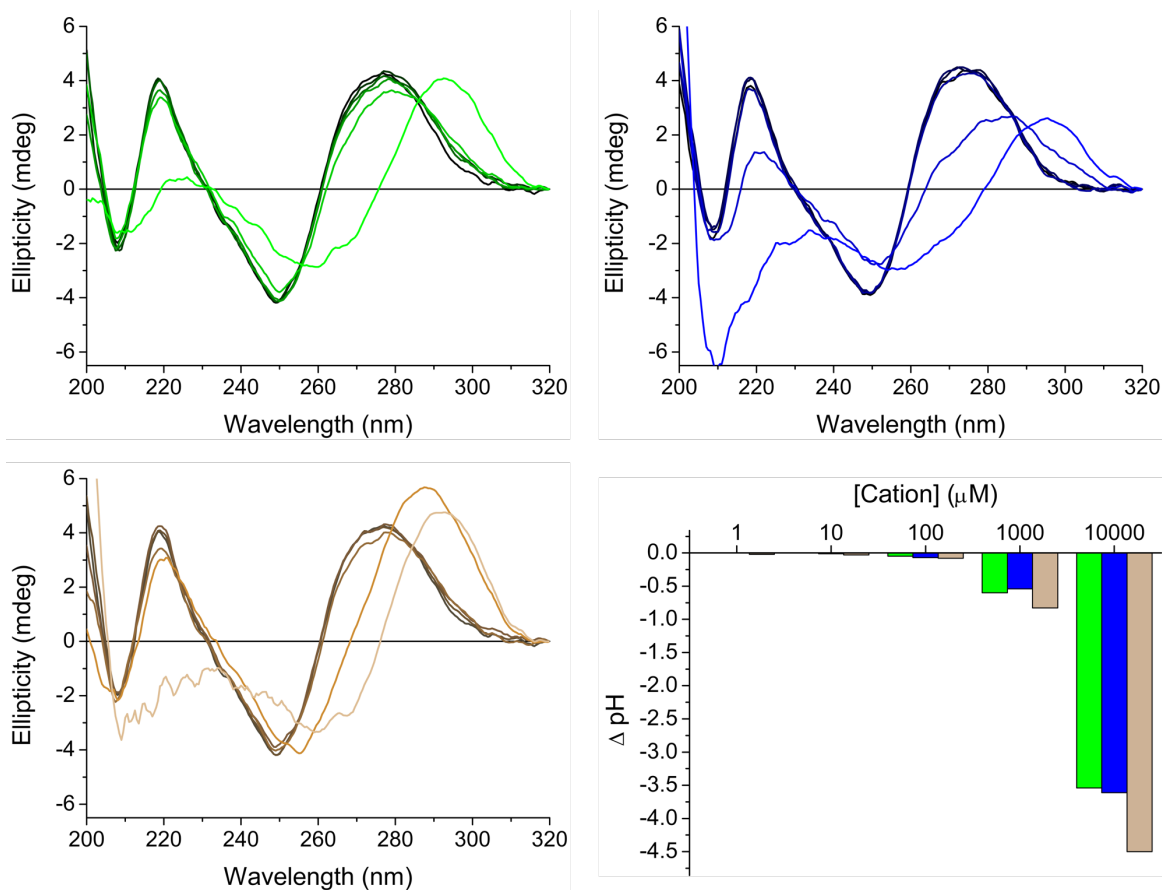 6
4
2
0
-2
-4
-6
200 220 240 260 280 300 320
Ellipticity (mdeg)
Wavelength (nm)
6
4
2
0
-2
-4
-6
200 220 240 260 280 300 320
Ellipticity (mdeg)
Wavelength (nm)
6
4
2
0
-2
-4
-6
200 220 240 260 280 300 320
Ellipticity (mdeg)
Wavelength (nm)
[Cation] (μM)
1 10 100 1000 10000
0.0
-0.5
-1.0
-1.5
-2.0
-2.5
-3.0
-3.5
-4.0
-4.5
Δ pH